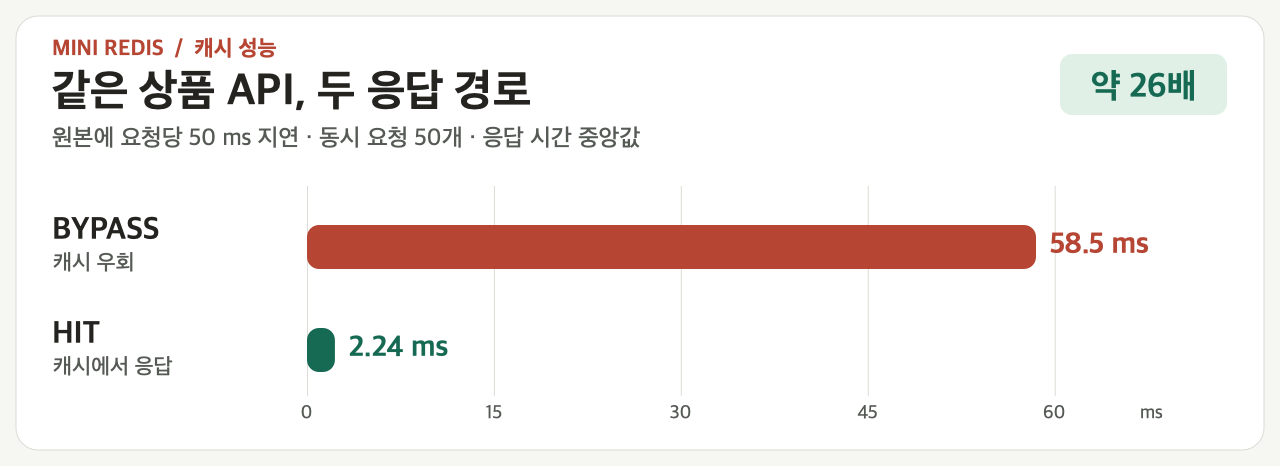 MINI REDIS / 캐시 성능
같은 상품 API, 두 응답 경로
약 26배
원본에 요청당 50 ms 지연 · 동시 요청 50개 · 응답 시간 중앙값
BYPASS
캐시 우회
58.5 ms
HIT
캐시에서 응답
2.24 ms
0 15 30 45 60 ms